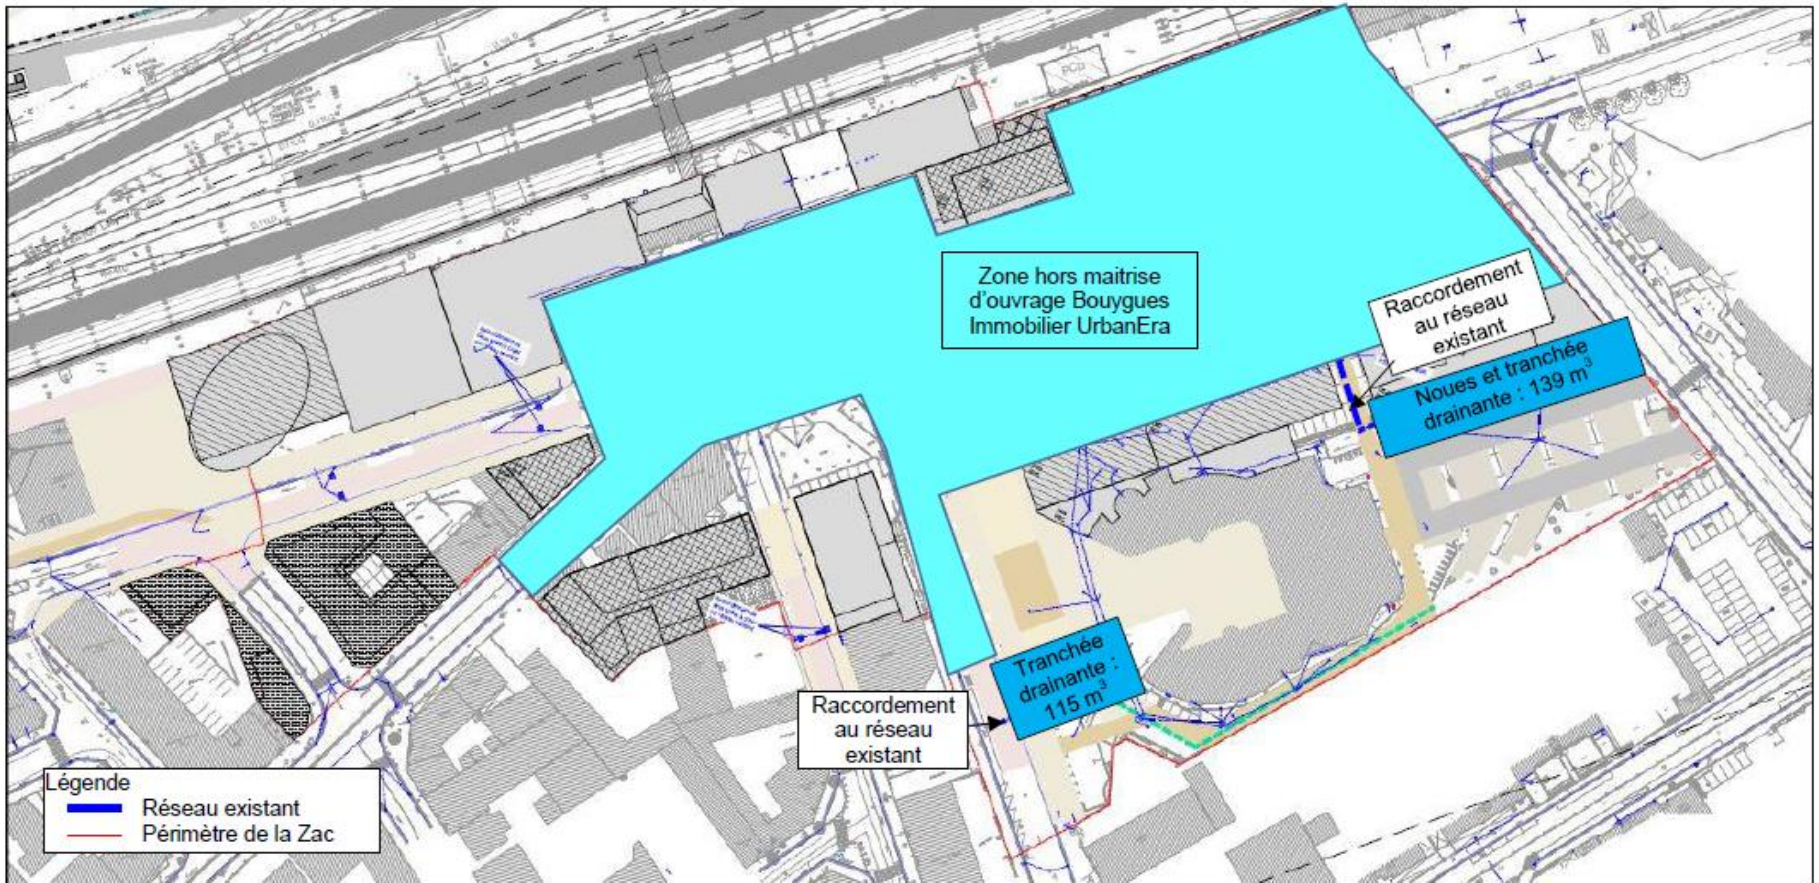 PCD
Zone hors maitrise
d'ouvrage Bouygues
Immobilier UrbanEra
Raccordement
au réseau
existant
Noues et tranchée
drainante : 139 m³
Tranchée
drainante :
115 m³
Raccordement
au réseau
existant
Légende
Réseau existant
Périmètre de la Zac